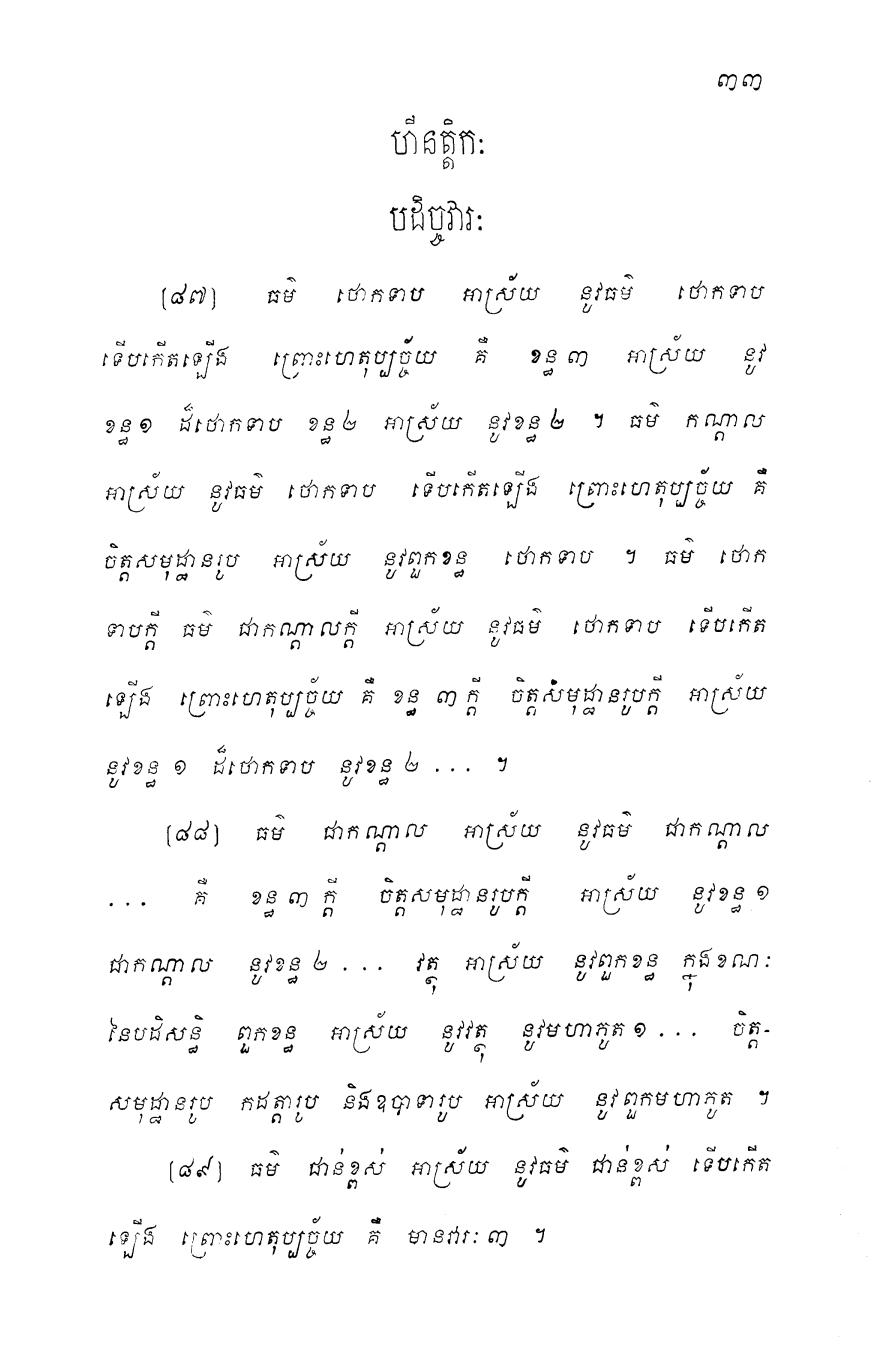 ៣៣
ហីនត្តិកៈ
បដិច្ចវារៈ
[៨៧] ធម៌ ថោកទាប អាស្រ័យ នូវធម៌ ថោកទាប
ទើបកើតឡើង ព្រោះហេតុប្បច្ច័យ គឺ ខន្ធ ៣ អាស្រ័យ នូវ
ខន្ធ ១ ដ៏ថោកទាប ខន្ធ ២ អាស្រ័យ នូវខន្ធ ២ ។ ធម៌ កណ្តាល
អាស្រ័យ នូវធម៌ ថោកទាប ទើបកើតឡើង ព្រោះហេតុប្បច្ច័យ គឺ
ចិត្តសមុដ្ឋានរូប អាស្រ័យ នូវពួកខន្ធ ថោកទាប ។ ធម៌ ថោក
ទាបក្តី ធម៌ ជាកណ្តាលក្តី អាស្រ័យ នូវធម៌ ថោកទាប ទើបកើត
ឡើង ព្រោះហេតុប្បច្ច័យ គឺ ខន្ធ ៣ ក្តី ចិត្តសមុដ្ឋានរូបក្តី អាស្រ័យ
នូវខន្ធ ១ ដ៏ថោកទាប នូវខន្ធ ២ ... ។
[៨៨] ធម៌ ជាកណ្តាល អាស្រ័យ នូវធម៌ ជាកណ្តាល
... គឺ ខន្ធ ៣ ក្តី ចិត្តសមុដ្ឋានរូបក្តី អាស្រ័យ នូវខន្ធ ១
ជាកណ្តាល នូវខន្ធ ២ ... វត្ថុ អាស្រ័យ នូវពួកខន្ធ ក្នុងខណៈ
នៃបដិសន្ធិ ពួកខន្ធ អាស្រ័យ នូវវត្ថុ នូវមហាភូត ១ ... ចិត្ត-
សមុដ្ឋានរូប កដត្តារូប និងឧបាទារូប អាស្រ័យ នូវពួកមហាភូត ។
[៨៩] ធម៌ ជាន់ខ្ពស់ អាស្រ័យ នូវធម៌ ជាន់ខ្ពស់ ទើបកើត
ឡើង ព្រោះហេតុប្បច្ច័យ គឺ មានវារៈ ៣ ។